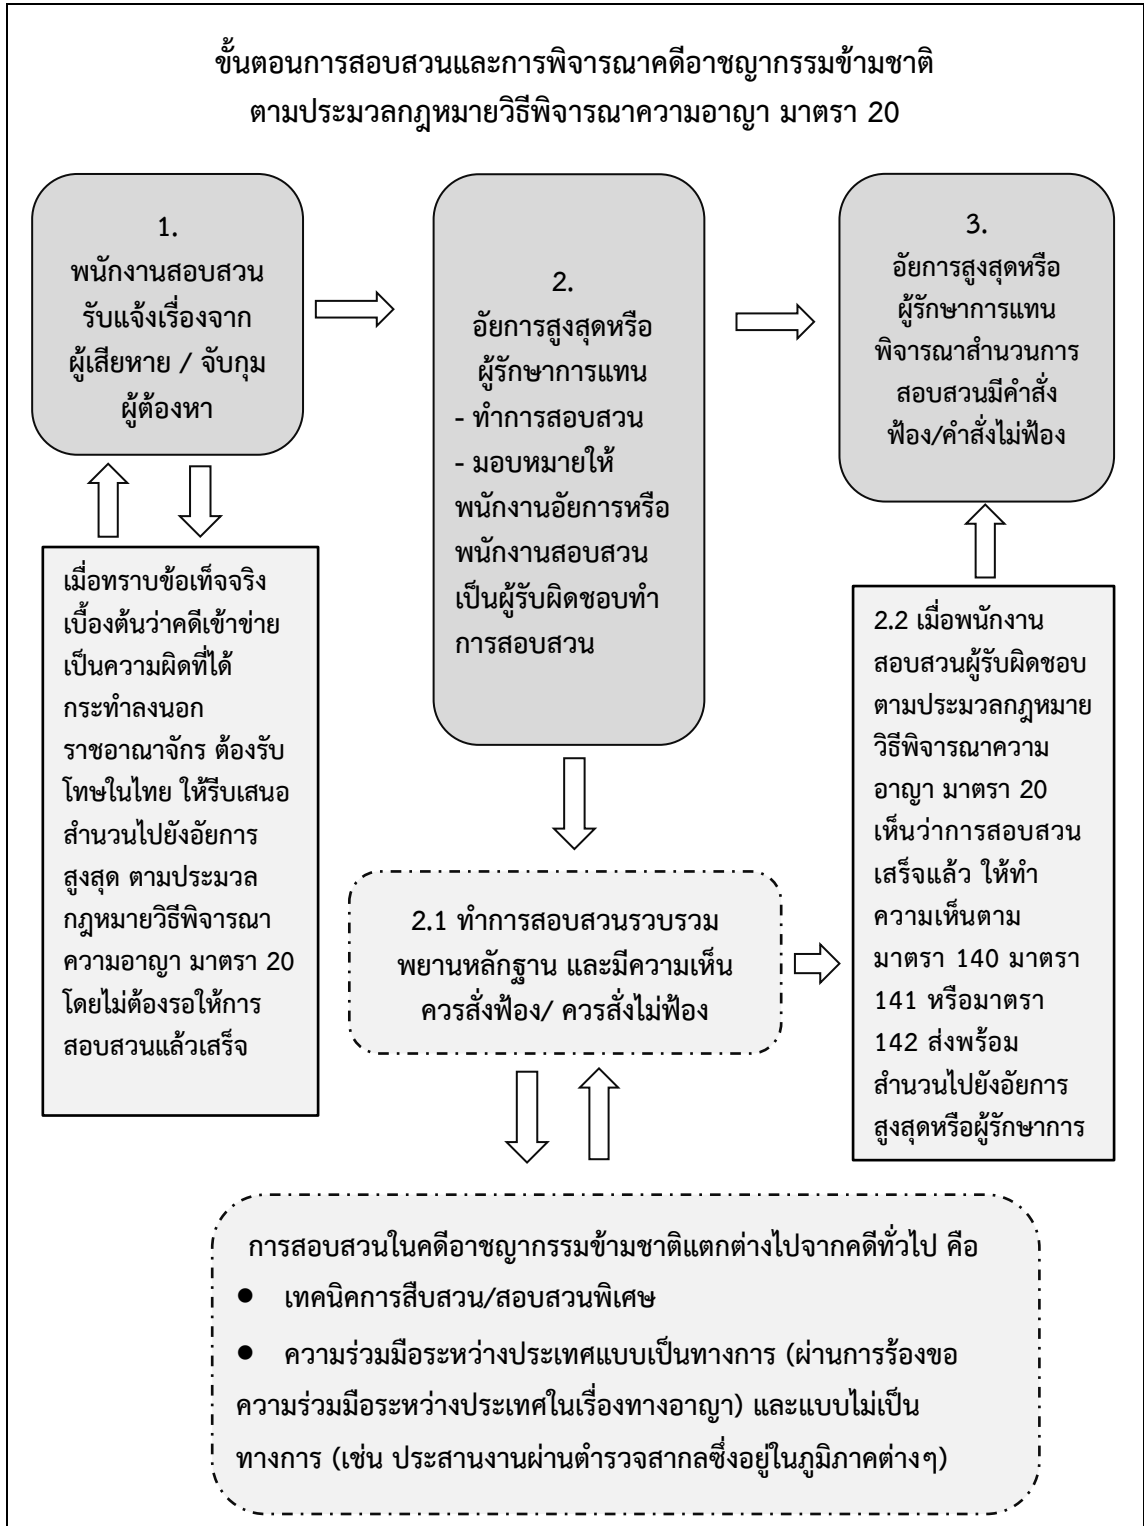 ขั้นตอนการสอบสวนและการพิจารณาคดีอาชญากรรมข้ามชาติ
ตามประมวลกฎหมายวิธีพิจารณาความอาญา มาตรา 20
1.
พนักงานสอบสวน
รับแจ้งเรื่องจาก
ผู้เสียหาย / จับกุม
ผู้ต้องหา
เมื่อทราบข้อเท็จจริง
เบื้องต้นว่าคดีเข้าข่าย
เป็นความผิดที่ได้
กระทำลงนอก
ราชอาณาจักร ต้องรับ
โทษในไทย ให้รีบเสนอ
สำนวนไปยังอัยการ
สูงสุด ตามประมวล
กฎหมายวิธีพิจารณา
ความอาญา มาตรา 20
โดยไม่ต้องรอให้การ
สอบสวนแล้วเสร็จ
2.
อัยการสูงสุดหรือ
ผู้รักษาการแทน
- ทำการสอบสวน
- มอบหมายให้
พนักงานอัยการหรือ
พนักงานสอบสวน
เป็นผู้รับผิดชอบทำ
การสอบสวน
2.1 ทำการสอบสวนรวบรวม
พยานหลักฐาน และมีความเห็น
ควรสั่งฟ้อง/ ควรสั่งไม่ฟ้อง
การสอบสวนในคดีอาชญากรรมข้ามชาติแตกต่างไปจากคดีทั่วไป คือ
● เทคนิคการสืบสวน/สอบสวนพิเศษ
● ความร่วมมือระหว่างประเทศแบบเป็นทางการ (ผ่านการร้องขอ
ความร่วมมือระหว่างประเทศในเรื่องทางอาญา) และแบบไม่เป็น
ทางการ (เช่น ประสานงานผ่านตำรวจสากลซึ่งอยู่ในภูมิภาคต่างๆ)
2.2 เมื่อพนักงาน
สอบสวนผู้รับผิดชอบ
ตามประมวลกฎหมาย
วิธีพิจารณาความ
อาญา มาตรา 20
เห็นว่าการสอบสวน
เสร็จแล้ว ให้ทำ
ความเห็นตาม
มาตรา 140 มาตรา
141 หรือมาตรา
142 ส่งพร้อม
สำนวนไปยังอัยการ
สูงสุดหรือผู้รักษาการ
3.
อัยการสูงสุดหรือ
ผู้รักษาการแทน
พิจารณาสำนวนการ
สอบสวนมีคำสั่ง
ฟ้อง/คำสั่งไม่ฟ้อง